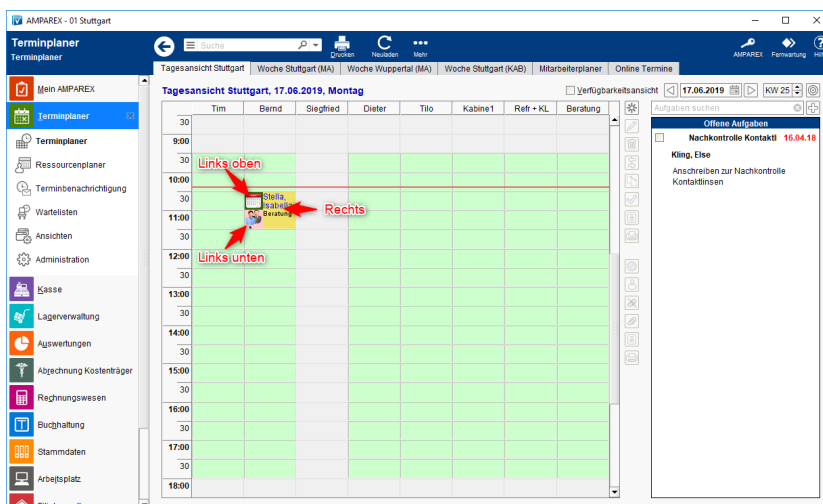 AMPAREX - 01 Stuttgart
Terminplaner
Terminplaner
Suche
Drucken
Neuladen
Mehr
AMPAREX
Fernwartung
Tagesansicht Stuttgart
Woche Stuttgart (MA)
Woche Wuppertal (MA)
Woche Stuttgart (KAB)
Mitarbeiterplaner
Online Termine
Mein AMPAREX
Terminplaner
Terminplaner
Ressourcenplaner
Terminbenachrichtigung
Wartelisten
Ansichten
Administration
Kasse
Lagerverwaltung
Auswertungen
Abrechnung Kostenträger
Rechnungswesen
Buchhaltung
Stammdaten
Arbeitsplatz
Tagesansicht Stuttgart, 17.06.2019, Montag
Verfügbarkeitsansicht
17.06.2019
KW 25
Tim Bernd Siegfried Dieter Tilo Kabine1 Refr + KL Beratung
30
9:00
30
10:00
30
11:00
30
12:00
30
13:00
30
14:00
30
15:00
30
16:00
30
17:00
30
18:00
Links oben
Stella,
Isabella
Beratung
Rechts
Links unten
Aufgaben suchen
Offene Aufgaben
Nachkontrolle Kontaktl 16.04.18
Kling, Else
Anschreiben zur Nachkontrolle
Kontaktlinsen